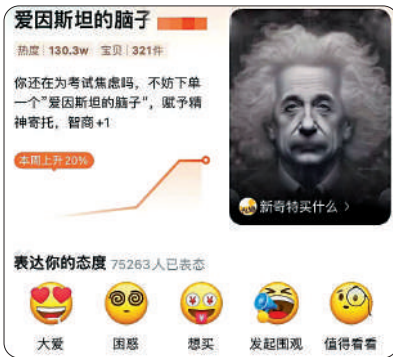 爱因斯坦的脑子
热度 130.3w 宝贝 321件
你还在为考试焦虑吗，不妨下单
一个"爱因斯坦的脑子"，赋予精
神寄托，智商+1
本周上升20%
新奇特买什么 >
表达你的态度 75263人已表态
大爱 困惑 想买 发起围观 值得看看